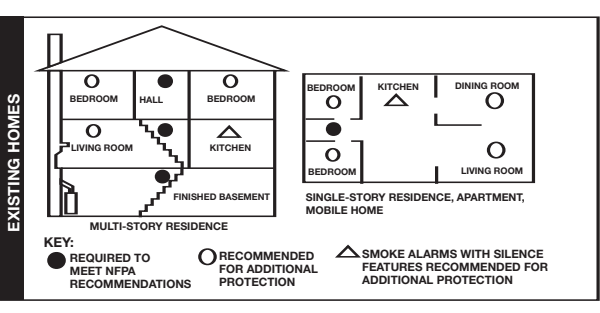 EXISTING HOMES
BEDROOM
HALL
BEDROOM
LIVING ROOM
KITCHEN
FINISHED BASEMENT
MULTI-STORY RESIDENCE
BEDROOM
KITCHEN
DINING ROOM
BEDROOM
LIVING ROOM
SINGLE-STORY RESIDENCE, APARTMENT,
MOBILE HOME
KEY:
REQUIRED TO
MEET NFPA
RECOMMENDATIONS
RECOMMENDED
FOR ADDITIONAL
PROTECTION
SMOKE ALARMS WITH SILENCE
FEATURES RECOMMENDED FOR
ADDITIONAL PROTECTION